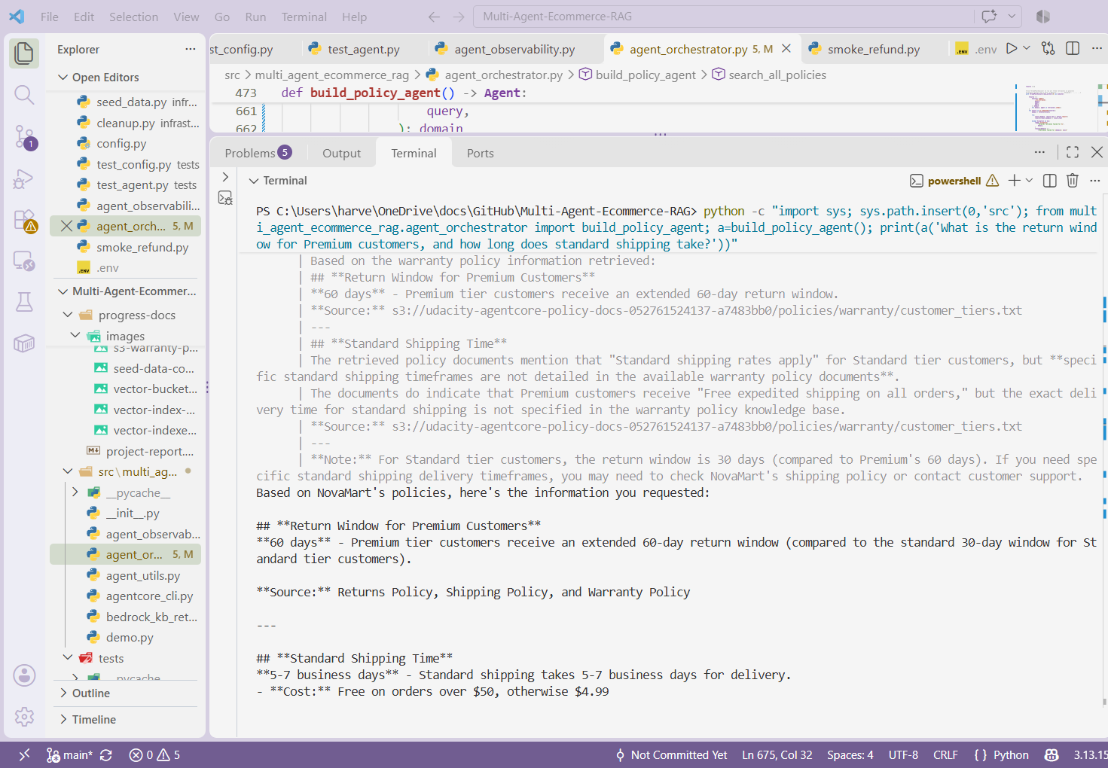 File Edit Selection View Go Run Terminal Help
Multi-Agent-Ecommerce-RAG
Explorer
Open Editors
seed_data.py infr...
cleanup.py infrast...
config.py
test_config.py tests
test_agent.py tests
agent_observabili...
agent_orch... 5, M
smoke_refund.py
.env
Multi-Agent-Ecommer...
progress-docs
images
s3-warranty-p...
seed-data-co...
vector-bucket...
vector-index-...
vector-indexe...
project-report....
src\multi_ag...
__pycache__
__init__.py
agent_observab...
agent_or... 5, M
agent_utils.py
agentcore_cli.py
bedrock_kb_ret...
demo.py
tests
__pycache__
Outline
Timeline
st_config.py test_agent.py agent_observability.py agent_orchestrator.py 5, M smoke_refund.py .env
src > multi_agent_ecommerce_rag > agent_orchestrator.py > build_policy_agent > search_all_policies
473 def build_policy_agent() -> Agent:
661 query,
662 ): domain
Problems 5 Output Terminal Ports
Terminal
powershell
PS C:\Users\harve\OneDrive\docs\GitHub\Multi-Agent-Ecommerce-RAG> python -c "import sys; sys.path.insert(0,'src'); from mult
i_agent_ecommerce_rag.agent_orchestrator import build_policy_agent; a=build_policy_agent(); print(a('What is the return wind
ow for Premium customers, and how long does standard shipping take?'))"
| Based on the warranty policy information retrieved:
| ## **Return Window for Premium Customers**
| **60 days** - Premium tier customers receive an extended 60-day return window.
| **Source:** s3://udacity-agentcore-policy-docs-052761524137-a7483bb0/policies/warranty/customer_tiers.txt
| ---
| ## **Standard Shipping Time**
| The retrieved policy documents mention that "Standard shipping rates apply" for Standard tier customers, but **speci
fic standard shipping timeframes are not detailed in the available warranty policy documents**.
| The documents do indicate that Premium customers receive "Free expedited shipping on all orders," but the exact deli
very time for standard shipping is not specified in the warranty policy knowledge base.
| **Source:** s3://udacity-agentcore-policy-docs-052761524137-a7483bb0/policies/warranty/customer_tiers.txt
| ---
| **Note:** For Standard tier customers, the return window is 30 days (compared to Premium's 60 days). If you need spe
cific standard shipping delivery timeframes, you may need to check NovaMart's shipping policy or contact customer support.
Based on NovaMart's policies, here's the information you requested:
## **Return Window for Premium Customers**
**60 days** - Premium tier customers receive an extended 60-day return window (compared to the standard 30-day window for St
andard tier customers).
**Source:** Returns Policy, Shipping Policy, and Warranty Policy
---
## **Standard Shipping Time**
**5-7 business days** - Standard shipping takes 5-7 business days for delivery.
- **Cost:** Free on orders over $50, otherwise $4.99
main* 0 5 Not Committed Yet Ln 675, Col 32 Spaces: 4 UTF-8 CRLF { } Python 3.13.15